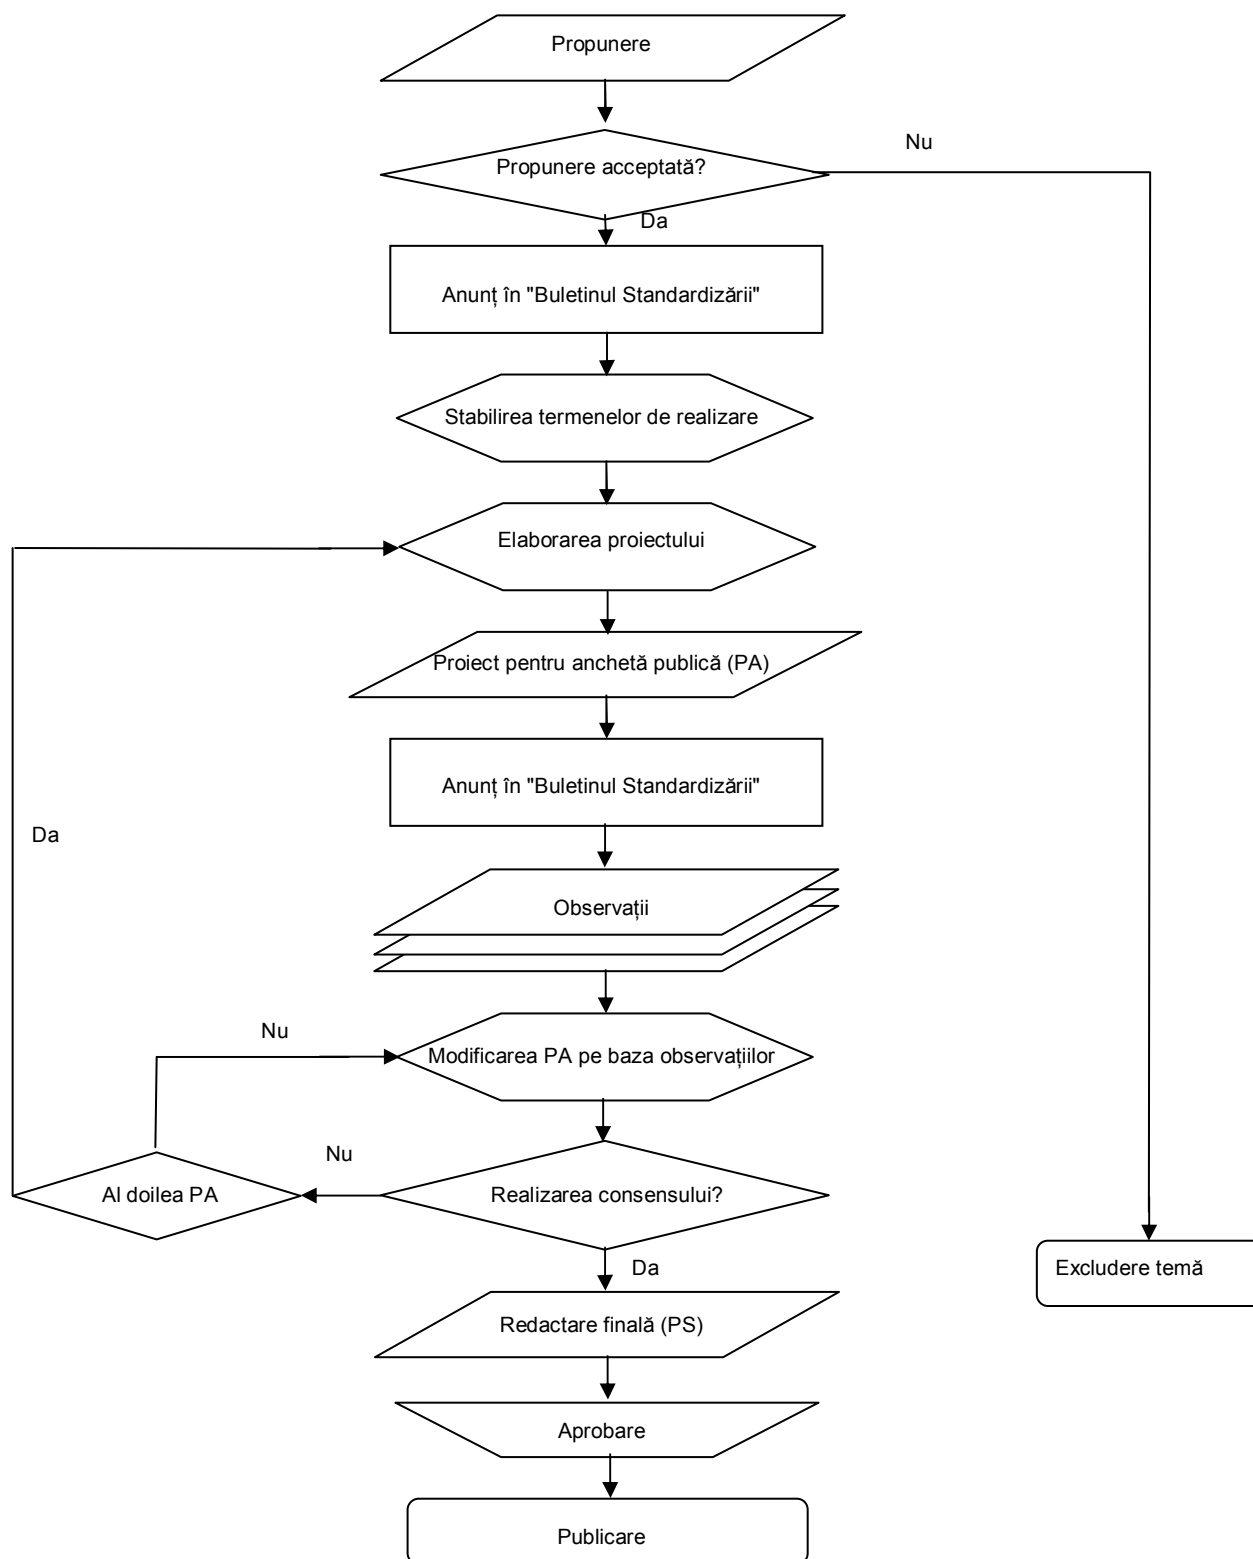 Propunere
Nu
Propunere acceptată?
Da
Anunț în "Buletinul Standardizării"
Stabilirea termenelor de realizare
Elaborarea proiectului
Proiect pentru anchetă publică (PA)
Anunț în "Buletinul Standardizării"
Da
Observații
Nu
Modificarea PA pe baza observațiilor
Nu
Al doilea PA
Realizarea consensului?
Da
Excludere temă
Redactare finală (PS)
Aprobare
Publicare